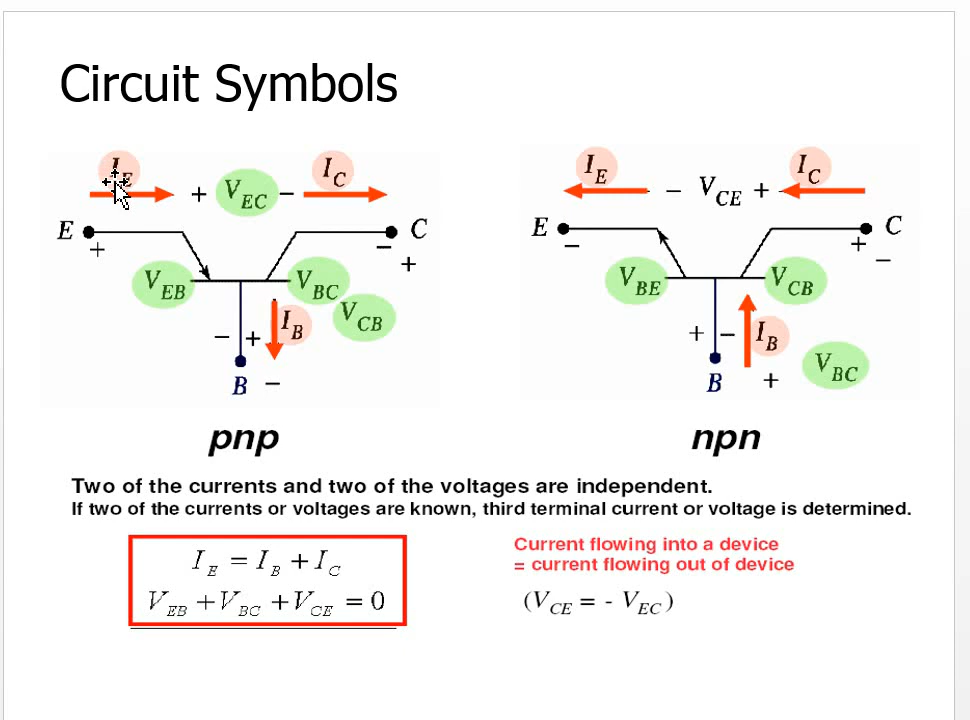 Circuit Symbols
I_E + V_EC − I_C
E + C − +
V_EB V_BC V_CB
− + I_B
B −
pnp
I_E − V_CE + I_C
E − C + −
V_BE V_CB
+ − I_B V_BC
B +
npn
Two of the currents and two of the voltages are independent.
If two of the currents or voltages are known, third terminal current or voltage is determined.
I_E = I_B + I_C
V_EB + V_BC + V_CE = 0
Current flowing into a device
= current flowing out of device
(V_CE = - V_EC)